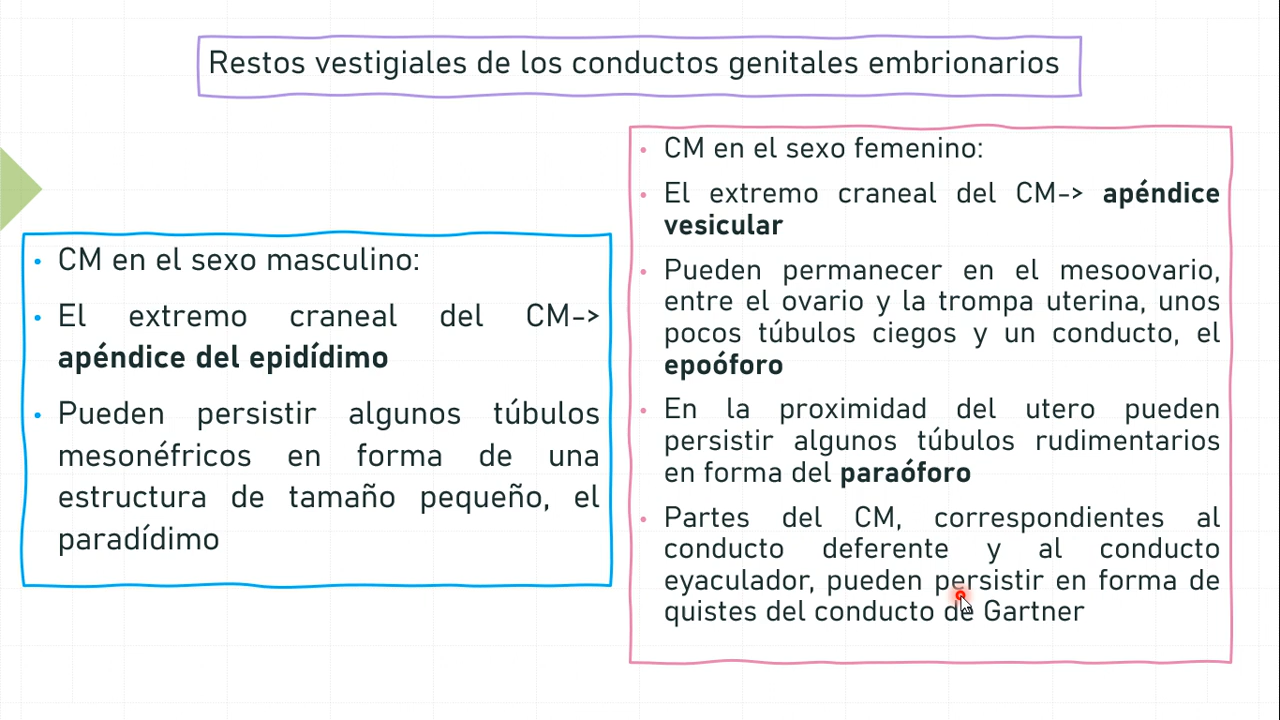 Restos vestigiales de los conductos genitales embrionarios
• CM en el sexo masculino:
• El extremo craneal del CM->
apéndice del epidídimo
• Pueden persistir algunos túbulos
mesonéfricos en forma de una
estructura de tamaño pequeño, el
paradídimo
• CM en el sexo femenino:
• El extremo craneal del CM-> apéndice
vesicular
• Pueden permanecer en el mesoovario,
entre el ovario y la trompa uterina, unos
pocos túbulos ciegos y un conducto, el
epoóforo
• En la proximidad del utero pueden
persistir algunos túbulos rudimentarios
en forma del paraóforo
• Partes del CM, correspondientes al
conducto deferente y al conducto
eyaculador, pueden persistir en forma de
quistes del conducto de Gartner